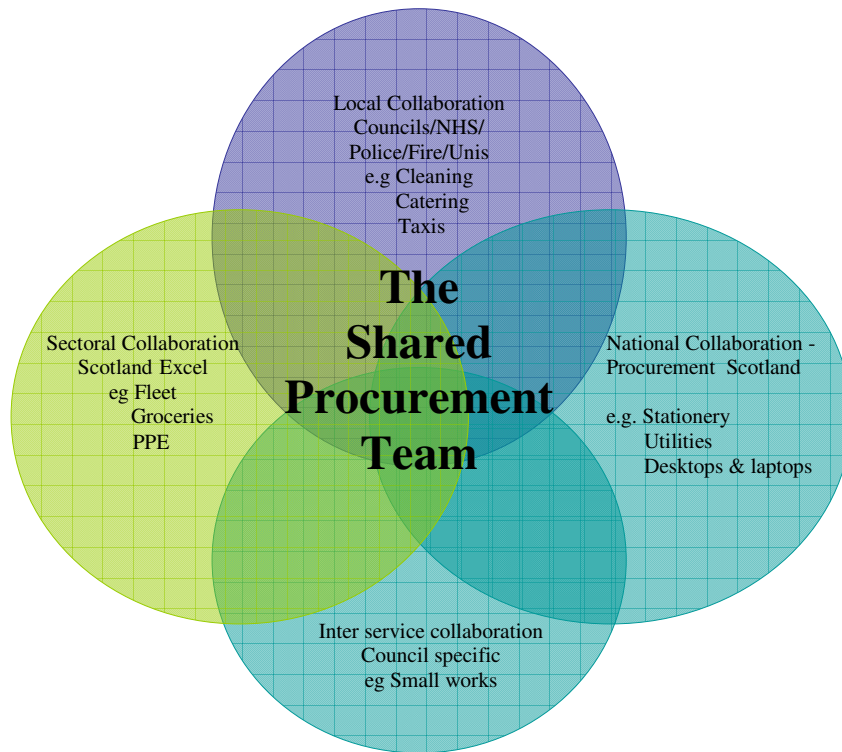 Local Collaboration
Councils/NHS/
Police/Fire/Unis
e.g Cleaning
Catering
Taxis
The
Shared
Procurement
Team
Sectoral Collaboration
Scotland Excel
eg Fleet
Groceries
PPE
National Collaboration -
Procurement Scotland
e.g. Stationery
Utilities
Desktops & laptops
Inter service collaboration
Council specific
eg Small works